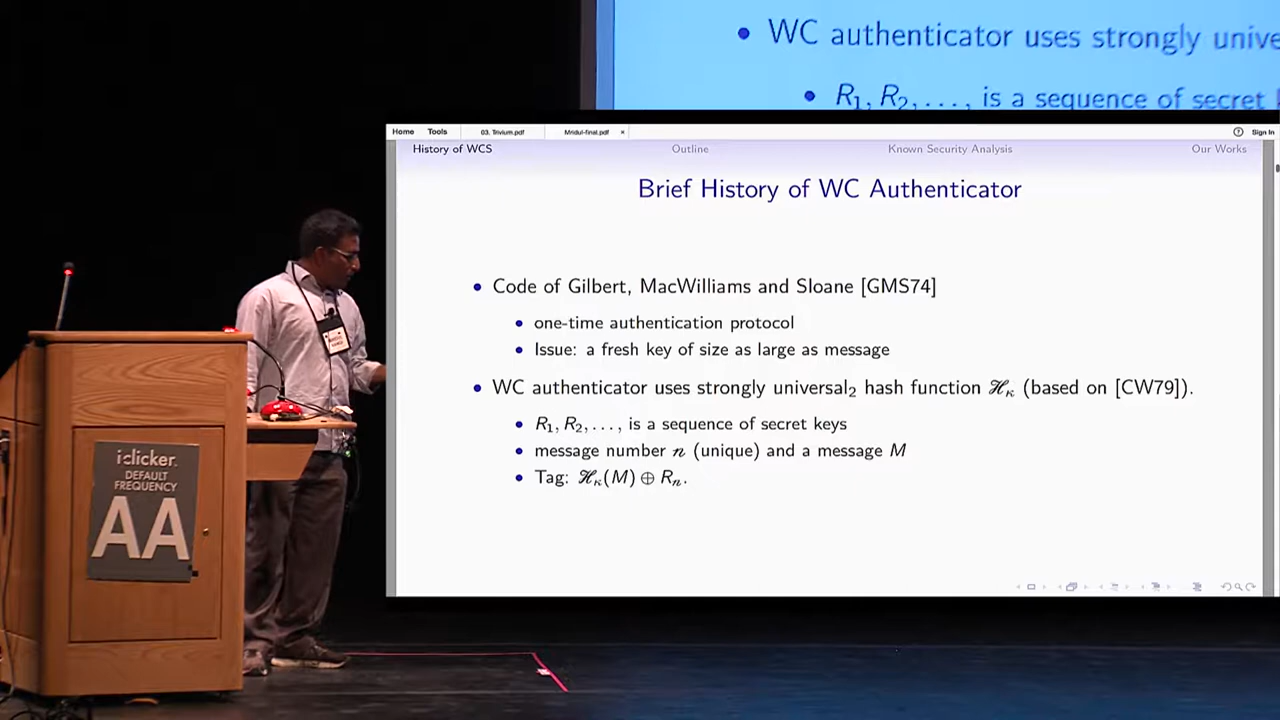 WC authenticator uses strongly unive
R₁, R₂, . . . , is a sequence of secret
Home Tools 03. Trivium.pdf Mridul-final.pdf × ? Sign In
History of WCS Outline Known Security Analysis Our Works
Brief History of WC Authenticator
• Code of Gilbert, MacWilliams and Sloane [GMS74]
• one-time authentication protocol
• Issue: a fresh key of size as large as message
• WC authenticator uses strongly universal₂ hash function ℋ_κ (based on [CW79]).
• R₁, R₂, . . . , is a sequence of secret keys
• message number n (unique) and a message M
• Tag: ℋ_κ(M) ⊕ R_n.
iclicker.
DEFAULT
FREQUENCY
AA